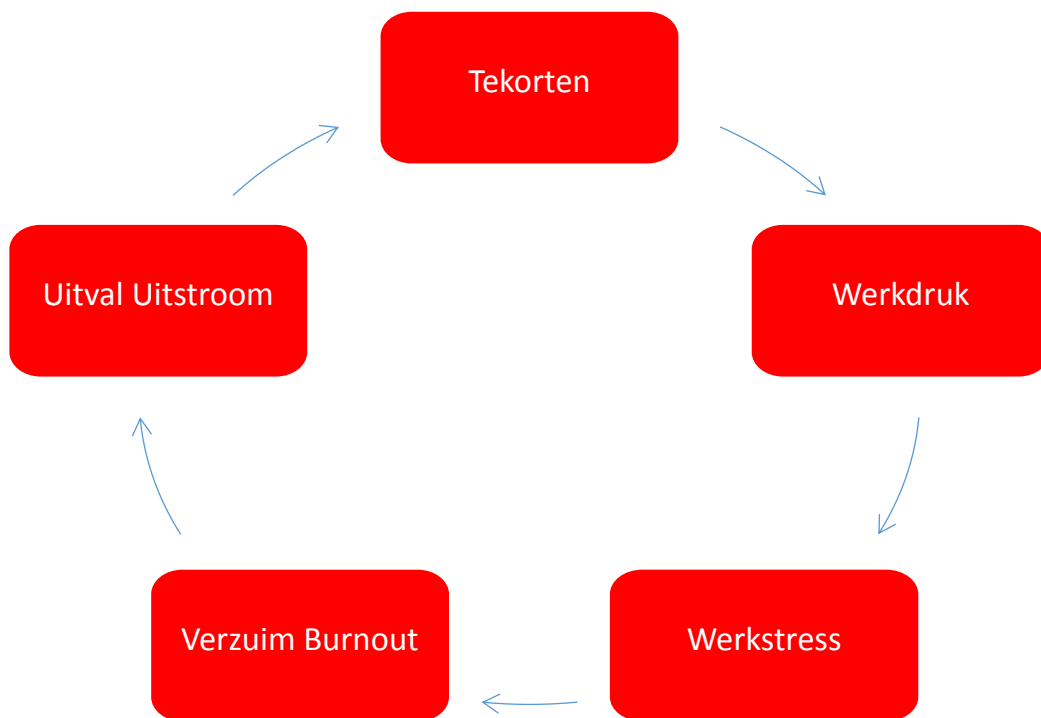 Tekorten
Werkdruk
Werkstress
Verzuim Burnout
Uitval Uitstroom